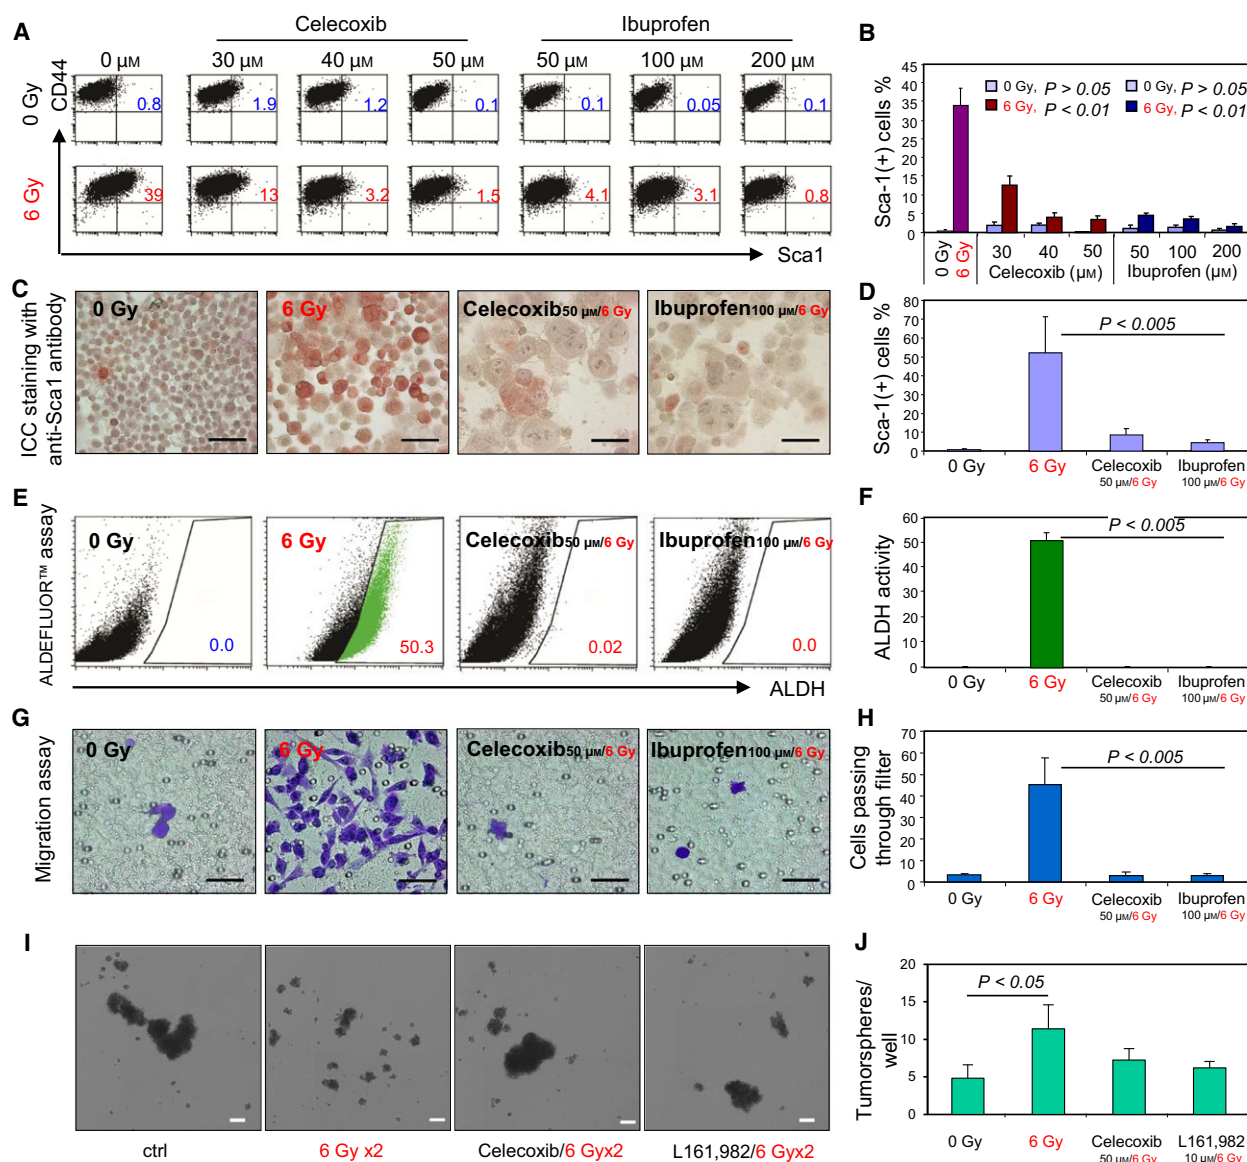 A
Celecoxib
Ibuprofen
0 µM
30 µM
40 µM
50 µM
50 µM
100 µM
200 µM
0 Gy
CD44
0.8
1.9
1.2
0.1
0.1
0.05
0.1
6 Gy
39
13
3.2
1.5
4.1
3.1
0.8
Sca1
B
Sca-1(+) cells %
45
40
35
30
25
20
15
10
5
0
0 Gy, P > 0.05
6 Gy, P < 0.01
0 Gy, P > 0.05
6 Gy, P < 0.01
0 Gy
6 Gy
30
40
50
50
100
200
Celecoxib (µM)
Ibuprofen (µM)
C
ICC staining with
anti-Sca1 antibody
0 Gy
6 Gy
Celecoxib 50 µM/6 Gy
Ibuprofen 100 µM/6 Gy
D
Sca-1(+) cells %
80
70
60
50
40
30
20
10
0
P < 0.005
0 Gy
6 Gy
Celecoxib
50 µM/6 Gy
Ibuprofen
100 µM/6 Gy
E
ALDEFLUOR™ assay
0 Gy
6 Gy
Celecoxib 50 µM/6 Gy
Ibuprofen 100 µM/6 Gy
0.0
50.3
0.02
0.0
ALDH
F
ALDH activity
60
50
40
30
20
10
0
P < 0.005
0 Gy
6 Gy
Celecoxib
50 µM/6 Gy
Ibuprofen
100 µM/6 Gy
G
Migration assay
0 Gy
6 Gy
Celecoxib 50 µM/6 Gy
Ibuprofen 100 µM/6 Gy
H
Cells passing
through filter
70
60
50
40
30
20
10
0
P < 0.005
0 Gy
6 Gy
Celecoxib
50 µM/6 Gy
Ibuprofen
100 µM/6 Gy
I
ctrl
6 Gy x2
Celecoxib/6 Gyx2
L161,982/6 Gyx2
J
Tumorspheres/
well
20
15
10
5
0
P < 0.05
0 Gy
6 Gy
Celecoxib
50 µM/6 Gy
L161,982
10 µM/6 Gy